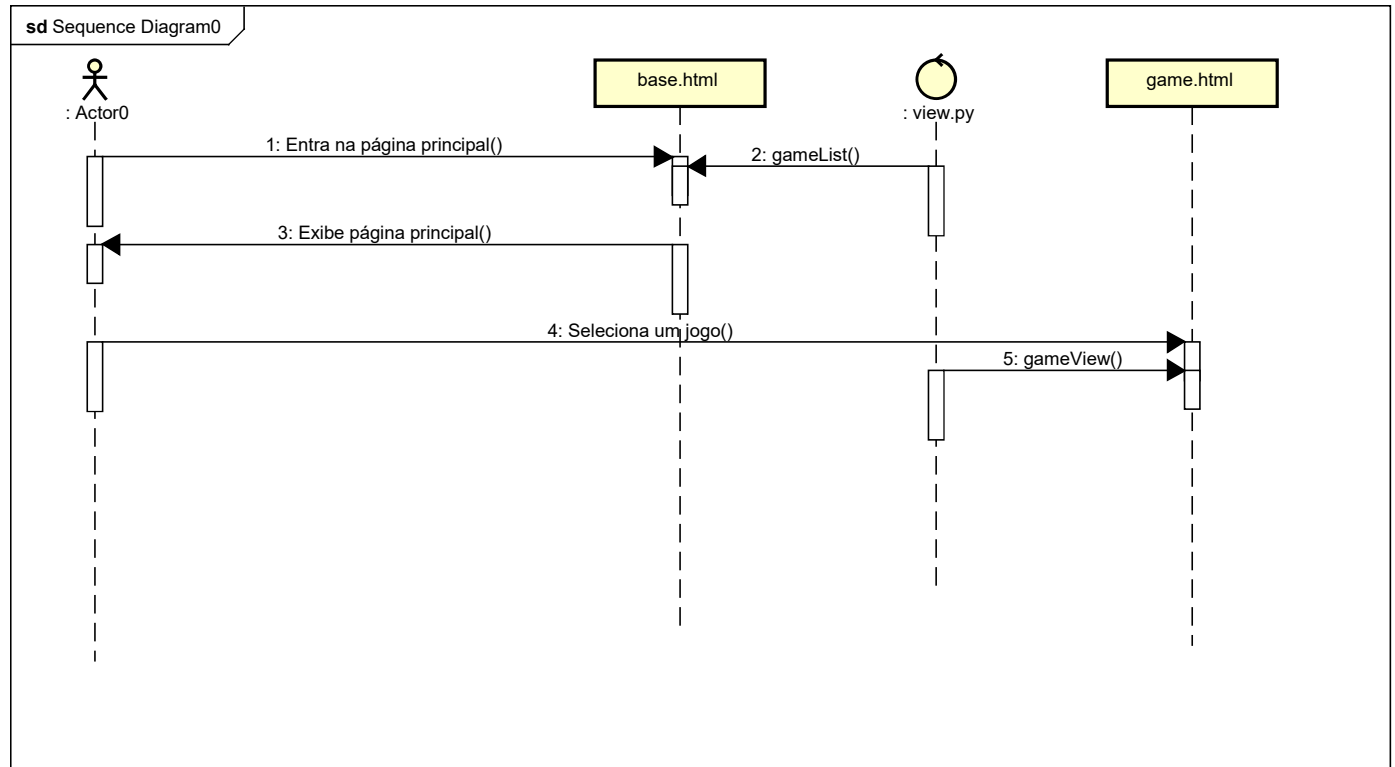 sd Sequence Diagram0
: Actor0
base.html
: view.py
game.html
1: Entra na página principal()
2: gameList()
3: Exibe página principal()
4: Seleciona um jogo()
5: gameView()